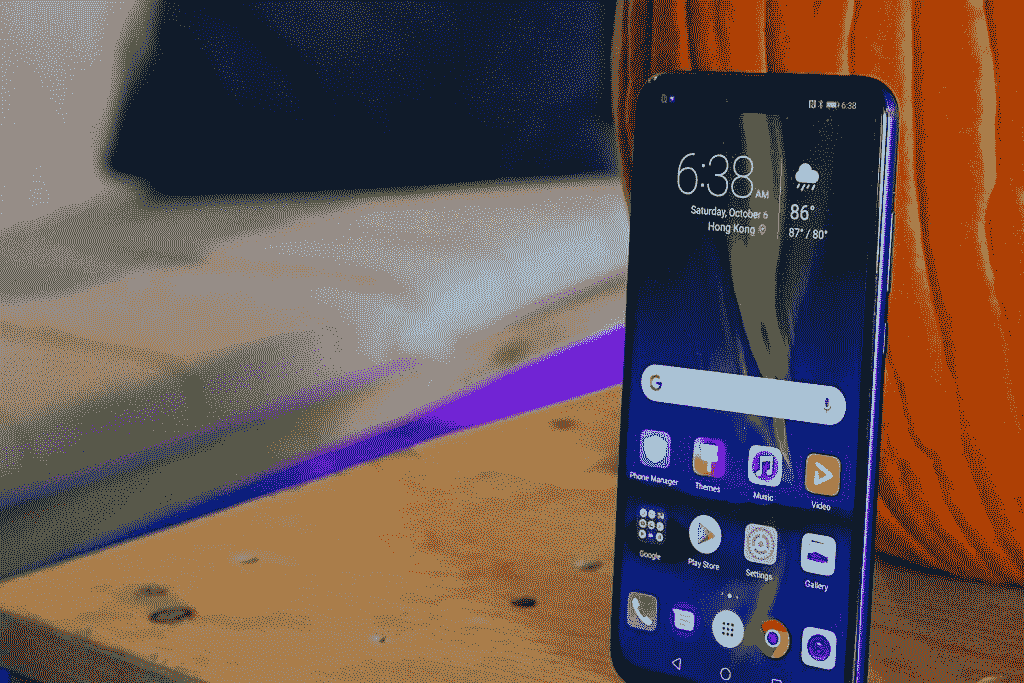 6:38
6:38 AM
Saturday, October 6
Hong Kong
86°
87° / 80°
G
Phone Manager
Themes
Music
Video
Google
Play Store
Settings
Gallery